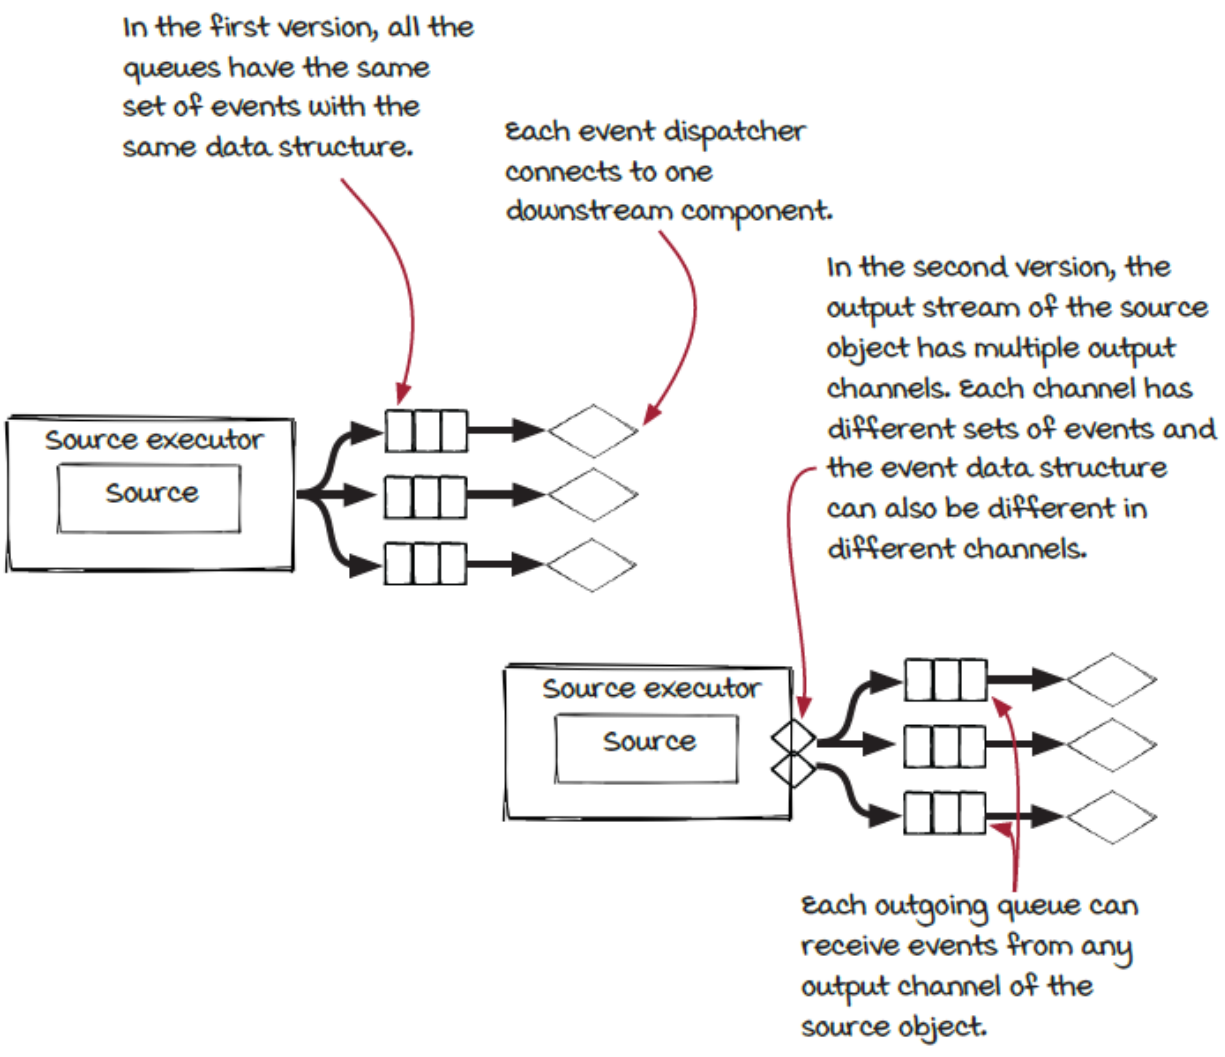 In the first version, all the
queues have the same
set of events with the
same data structure.
Each event dispatcher
connects to one
downstream component.
In the second version, the
output stream of the source
object has multiple output
channels. Each channel has
different sets of events and
the event data structure
can also be different in
different channels.
Source executor
Source
Source executor
Source
Each outgoing queue can
receive events from any
output channel of the
source object.